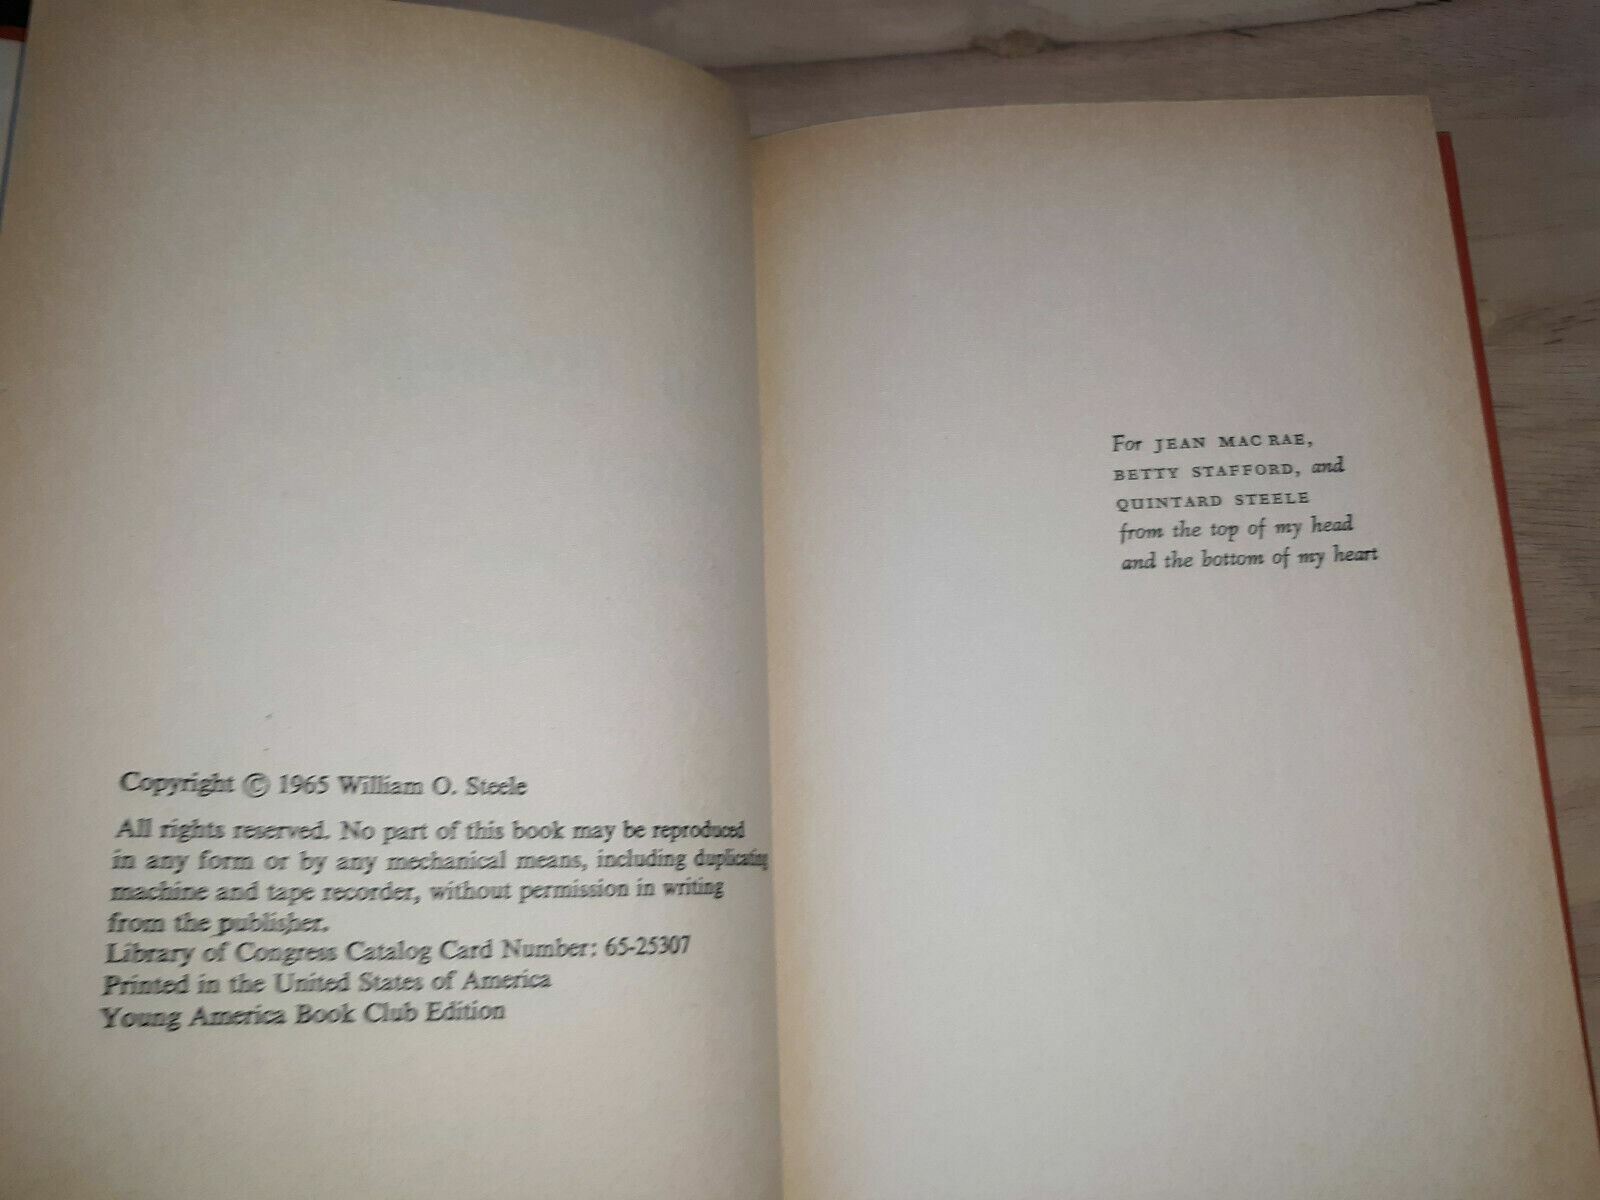 Copyright © 1965 William O. Steele
All rights reserved. No part of this book may be reproduced
in any form or by any mechanical means, including duplicating
machine and tape recorder, without permission in writing
from the publisher.
Library of Congress Catalog Card Number: 65-25307
Printed in the United States of America
Young America Book Club Edition
For JEAN MAC RAE,
BETTY STAFFORD, and
QUINTARD STEELE
from the top of my head
and the bottom of my heart